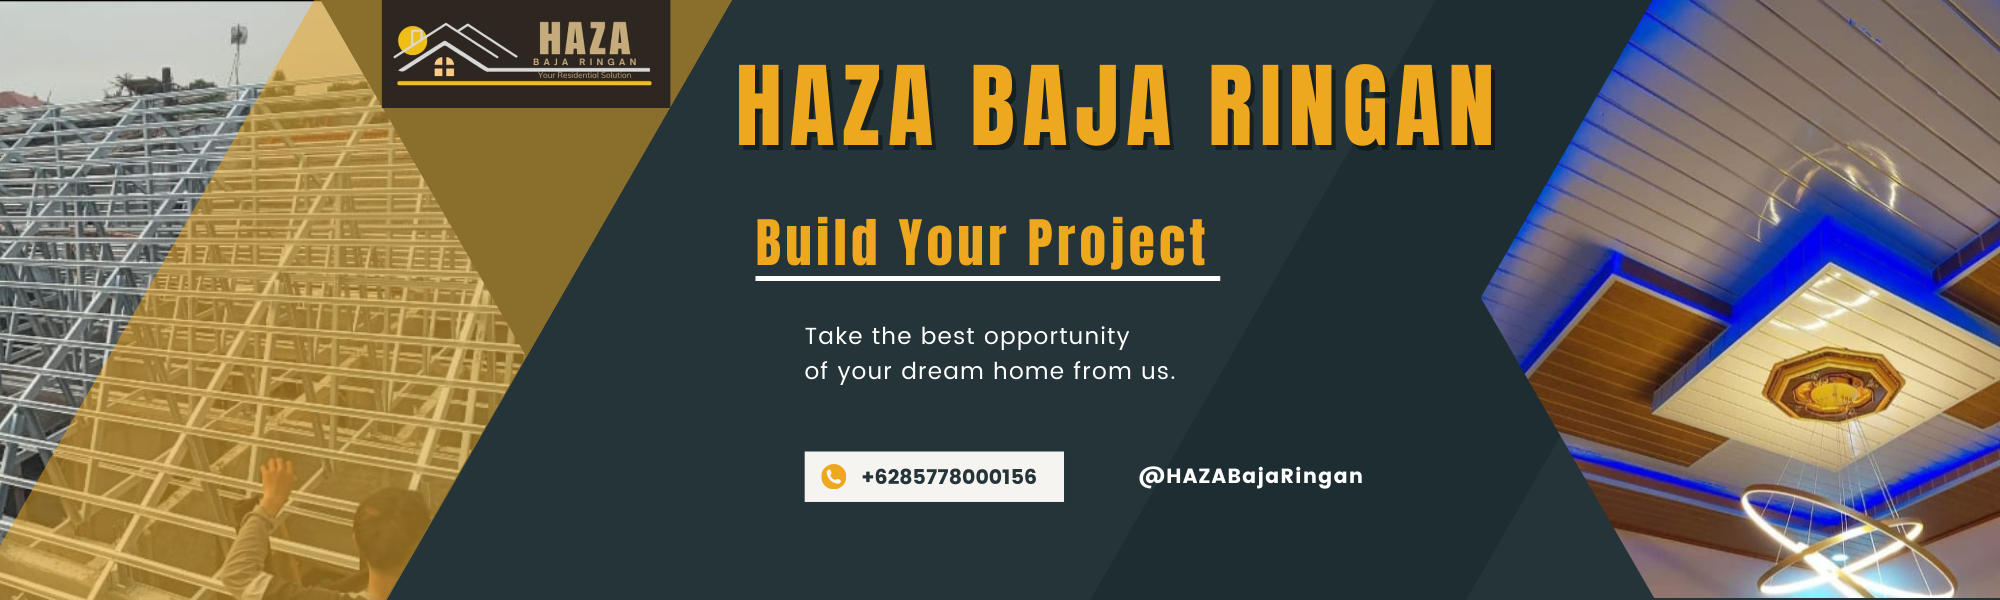 HAZA
BAJA RINGAN
Your Residential Solution
HAZA BAJA RINGAN
Build Your Project
Take the best opportunity
of your dream home from us.
+6285778000156
@HAZABajaRingan